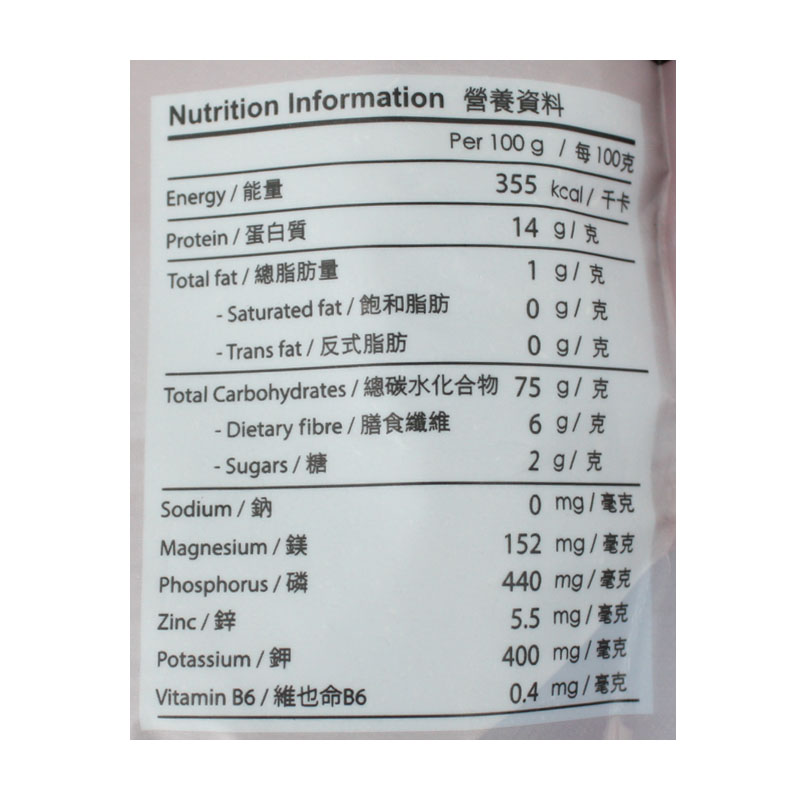 Nutrition Information 營養資料
Per 100 g / 每100克
Energy / 能量 355 kcal / 千卡
Protein / 蛋白質 14 g / 克
Total fat / 總脂肪量 1 g / 克
- Saturated fat / 飽和脂肪 0 g / 克
- Trans fat / 反式脂肪 0 g / 克
Total Carbohydrates / 總碳水化合物 75 g / 克
- Dietary fibre / 膳食纖維 6 g / 克
- Sugars / 糖 2 g / 克
Sodium / 鈉 0 mg / 毫克
Magnesium / 鎂 152 mg / 毫克
Phosphorus / 磷 440 mg / 毫克
Zinc / 鋅 5.5 mg / 毫克
Potassium / 鉀 400 mg / 毫克
Vitamin B6 / 維也命B6 0.4 mg / 毫克